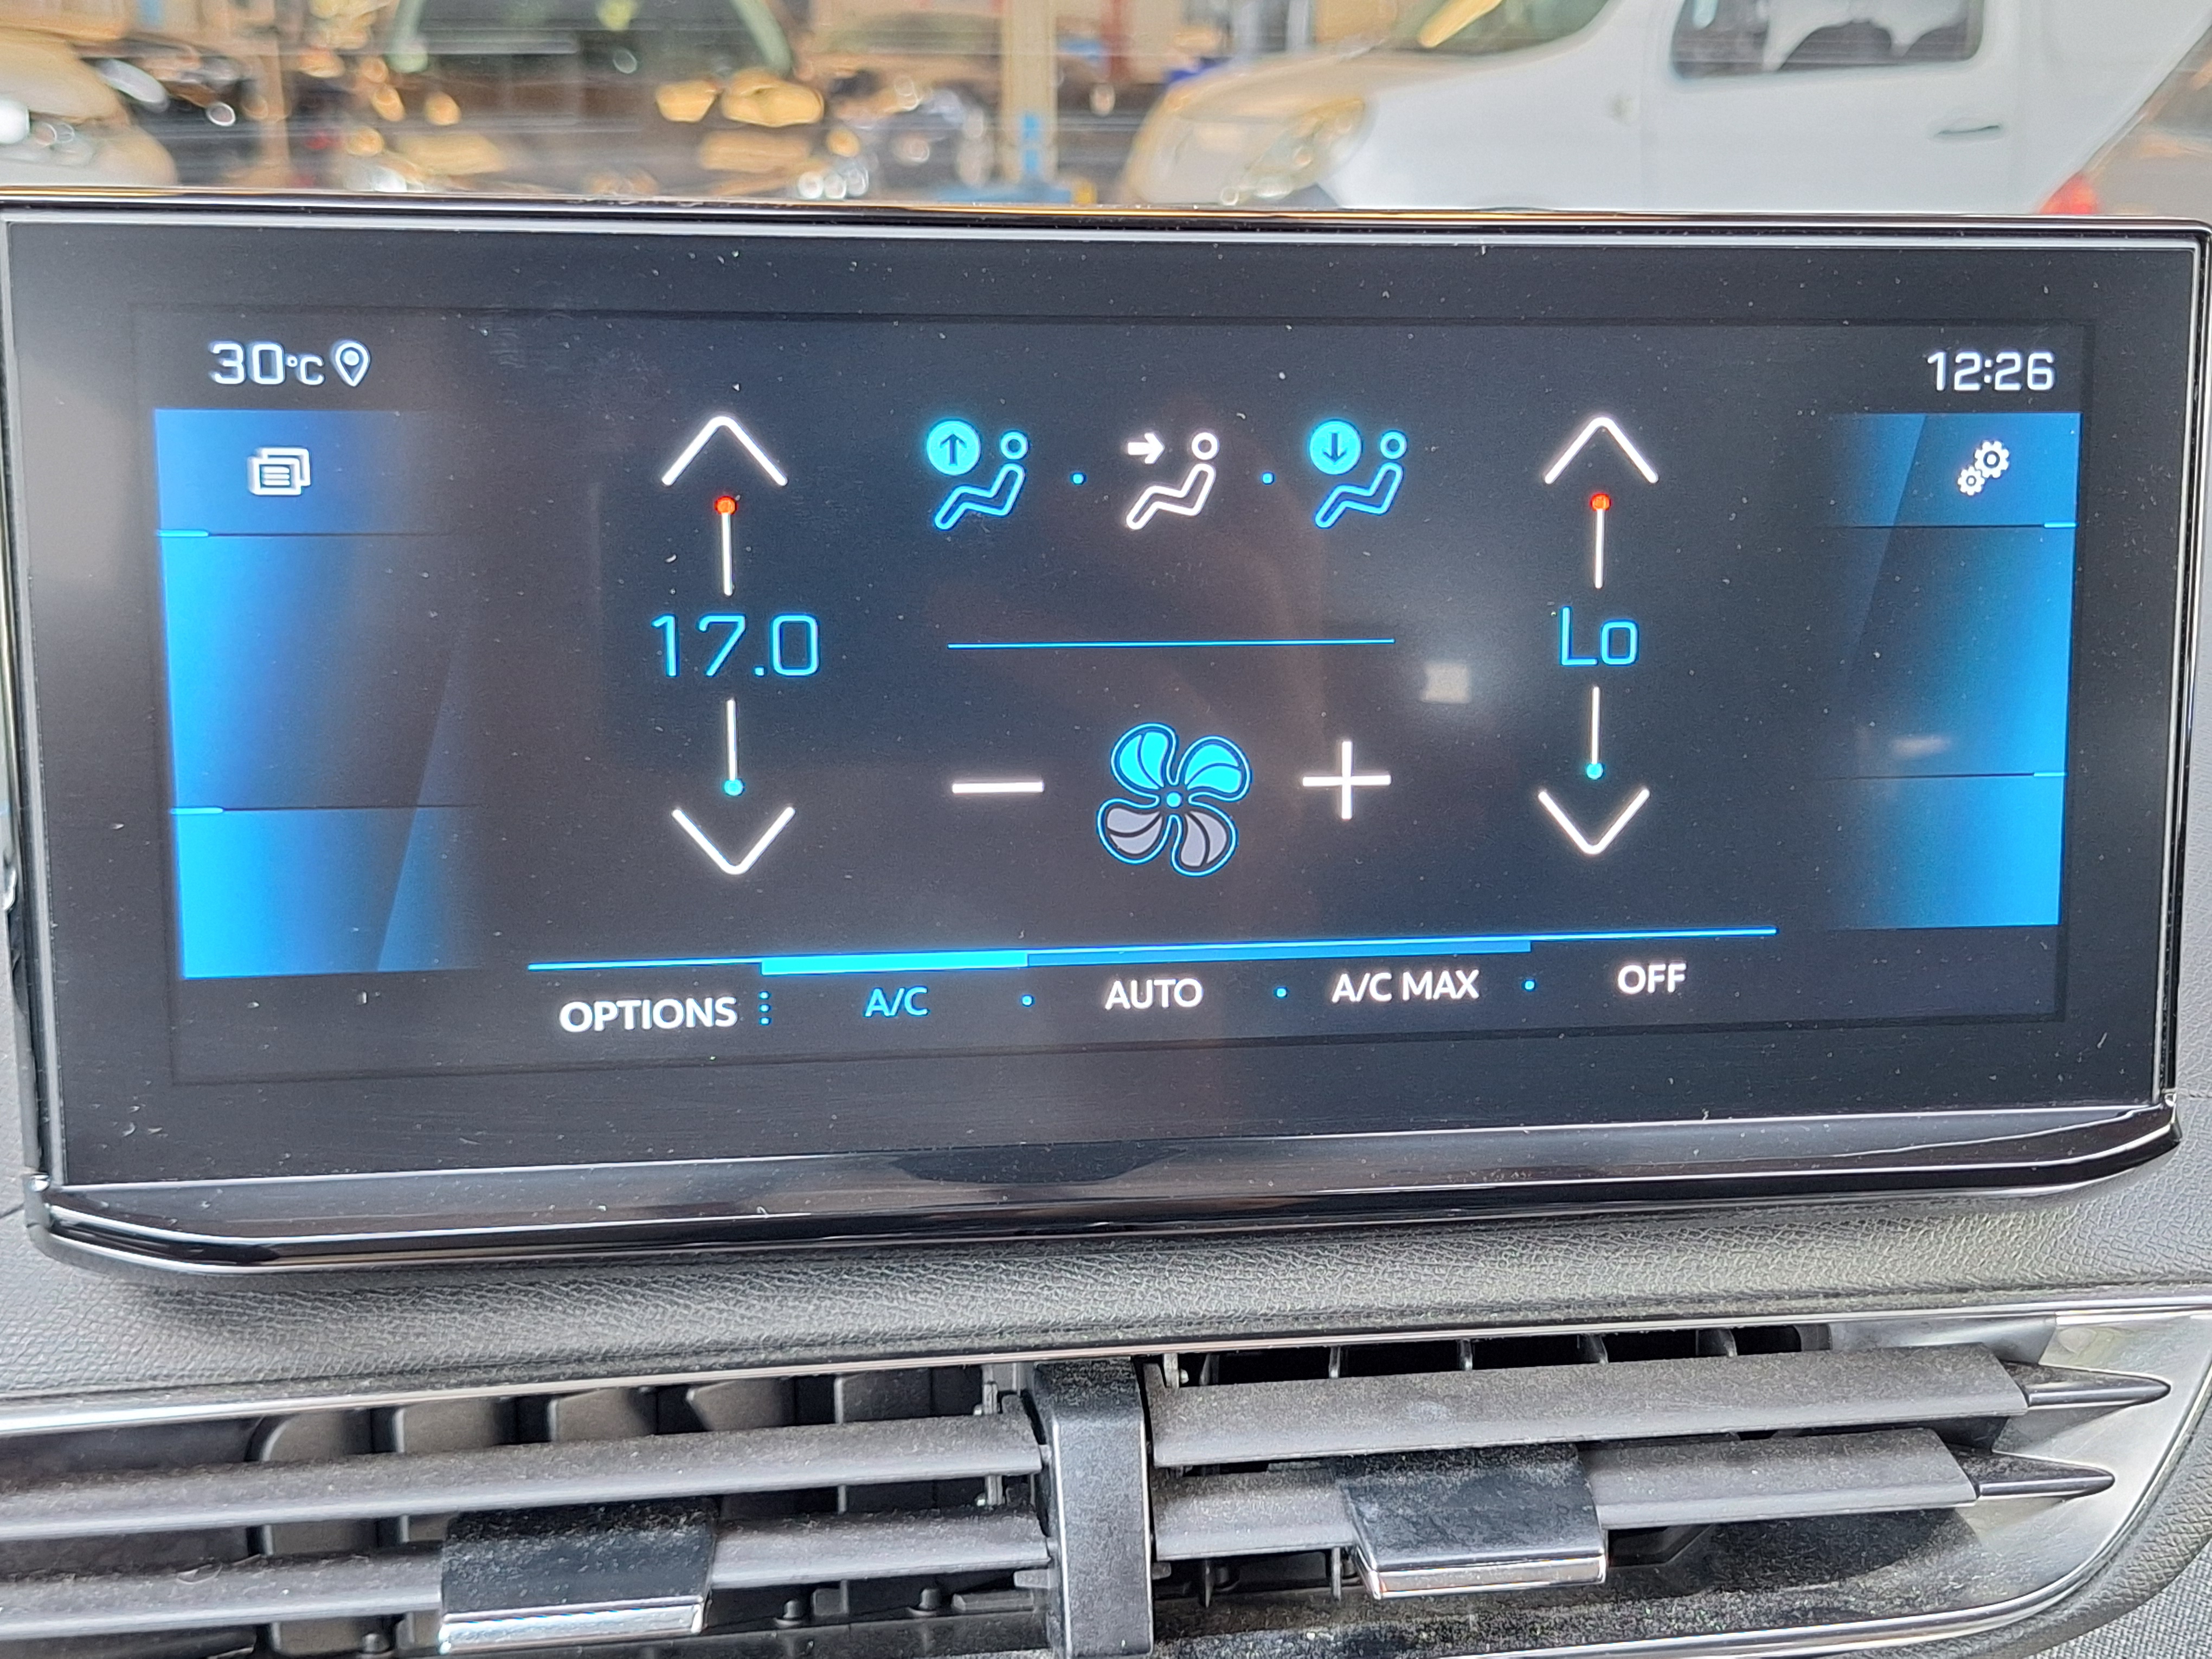 30°C
12:26
17.0
Lo
OPTIONS
A/C
AUTO
A/C MAX
OFF